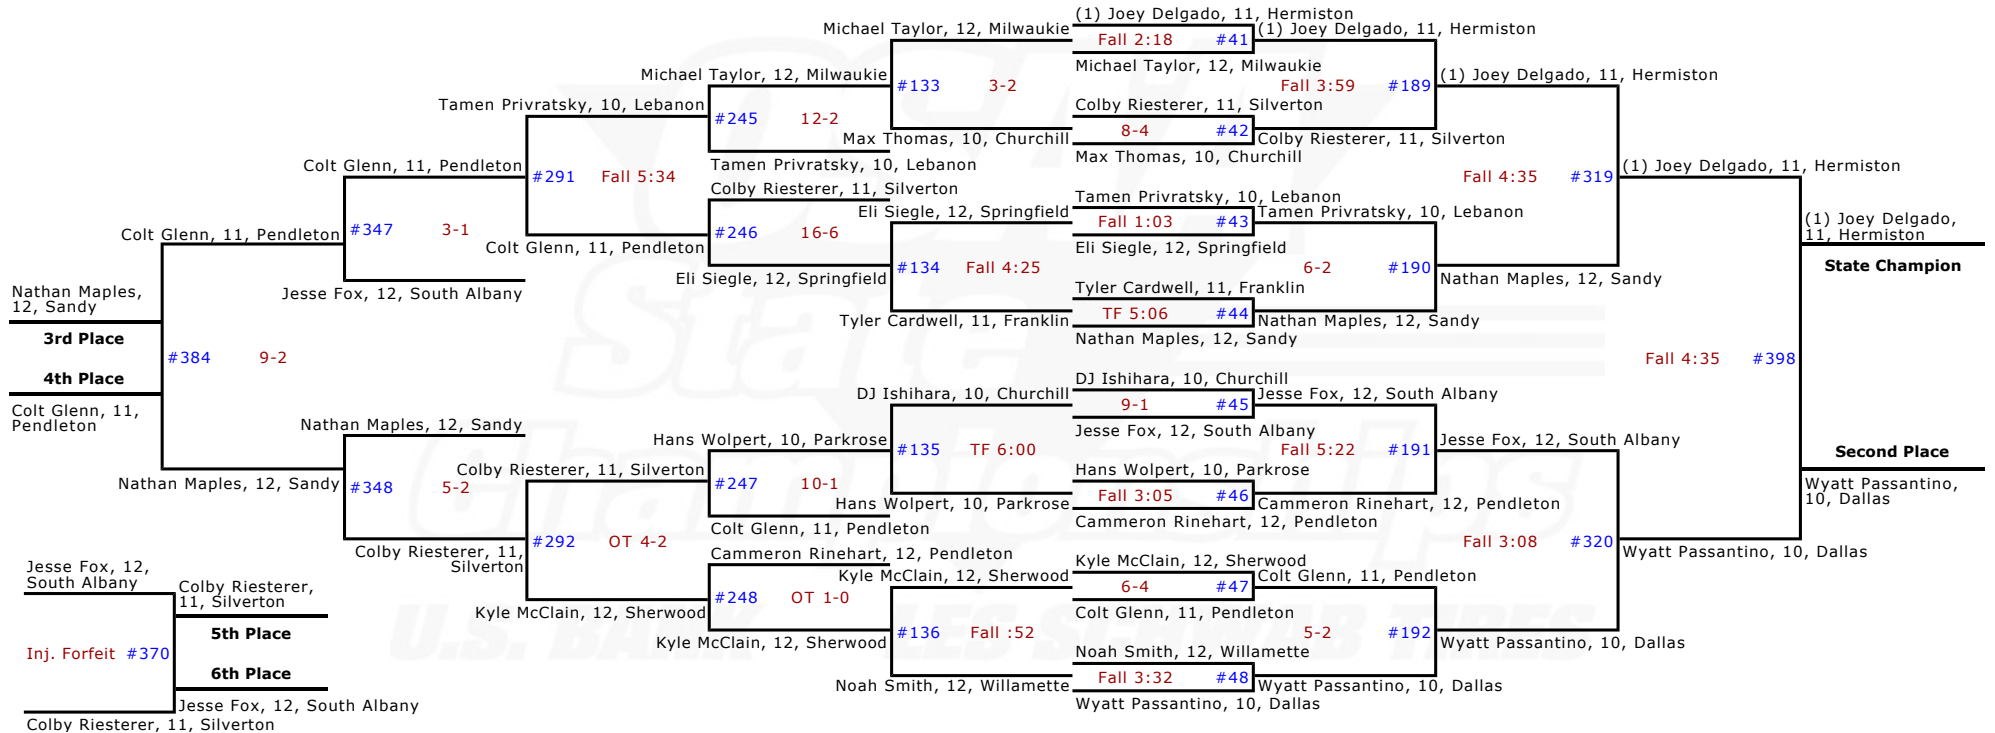 (1) Joey Delgado, 11, Hermiston
Michael Taylor, 12, Milwaukie
Fall 2:18 #41
(1) Joey Delgado, 11, Hermiston
Michael Taylor, 12, Milwaukie
Michael Taylor, 12, Milwaukie
#133 3-2
Fall 3:59 #189
(1) Joey Delgado, 11, Hermiston
Tamen Privratsky, 10, Lebanon
Colby Riesterer, 11, Silverton
#245 12-2
8-4 #42
Max Thomas, 10, Churchill
Colby Riesterer, 11, Silverton
Max Thomas, 10, Churchill
Tamen Privratsky, 10, Lebanon
Colt Glenn, 11, Pendleton
#291 Fall 5:34
Fall 4:35 #319
(1) Joey Delgado, 11, Hermiston
Colby Riesterer, 11, Silverton
Tamen Privratsky, 10, Lebanon
Eli Siegle, 12, Springfield
Fall 1:03 #43
Tamen Privratsky, 10, Lebanon
(1) Joey Delgado,
11, Hermiston
Colt Glenn, 11, Pendleton
#347 3-1
#246 16-6
Colt Glenn, 11, Pendleton
Eli Siegle, 12, Springfield
State Champion
#134 Fall 4:25
6-2 #190
Eli Siegle, 12, Springfield
Nathan Maples, 12, Sandy
Tyler Cardwell, 11, Franklin
Jesse Fox, 12, South Albany
Nathan Maples,
12, Sandy
TF 5:06 #44
Tyler Cardwell, 11, Franklin
Nathan Maples, 12, Sandy
3rd Place
Nathan Maples, 12, Sandy
#384 9-2
Fall 4:35 #398
4th Place
DJ Ishihara, 10, Churchill
DJ Ishihara, 10, Churchill
Jesse Fox, 12, South Albany
9-1 #45
Colt Glenn, 11,
Pendleton
Nathan Maples, 12, Sandy
Jesse Fox, 12, South Albany
Hans Wolpert, 10, Parkrose
Jesse Fox, 12, South Albany
#135 TF 6:00
Fall 5:22 #191
Second Place
Colby Riesterer, 11, Silverton
Hans Wolpert, 10, Parkrose
Nathan Maples, 12, Sandy
#348 5-2
#247 10-1
Fall 3:05 #46
Wyatt Passantino,
10, Dallas
Hans Wolpert, 10, Parkrose
Cammeron Rinehart, 12, Pendleton
Cammeron Rinehart, 12, Pendleton
Colt Glenn, 11, Pendleton
#292 OT 4-2
Fall 3:08 #320
Colby Riesterer, 11,
Silverton
Cammeron Rinehart, 12, Pendleton
Wyatt Passantino, 10, Dallas
Kyle McClain, 12, Sherwood
Jesse Fox, 12,
South Albany
Kyle McClain, 12, Sherwood
Colt Glenn, 11, Pendleton
6-4 #47
Colby Riesterer,
11, Silverton
#248 OT 1-0
Kyle McClain, 12, Sherwood
Colt Glenn, 11, Pendleton
5th Place
#136 Fall :52
5-2 #192
Kyle McClain, 12, Sherwood
Wyatt Passantino, 10, Dallas
Inj. Forfeit #370
Noah Smith, 12, Willamette
6th Place
Fall 3:32 #48
Noah Smith, 12, Willamette
Wyatt Passantino, 10, Dallas
Jesse Fox, 12, South Albany
Wyatt Passantino, 10, Dallas
Colby Riesterer, 11, Silverton
OSAA
State
Championships
U.S. BANK LES SCHWAB TIRES